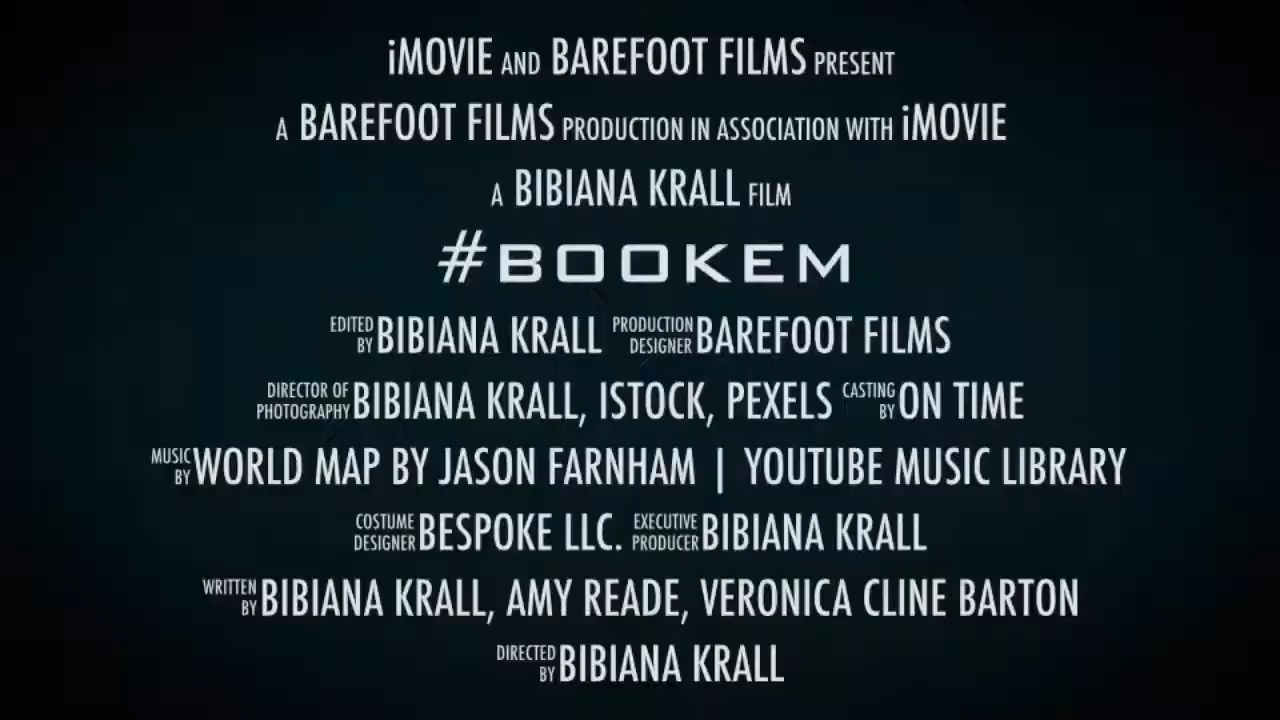 iMOVIE AND BAREFOOT FILMS PRESENT
A BAREFOOT FILMS PRODUCTION IN ASSOCIATION WITH iMOVIE
A BIBIANA KRALL FILM
#BOOKEM
EDITED BY BIBIANA KRALL PRODUCTION DESIGNER BAREFOOT FILMS
DIRECTOR OF PHOTOGRAPHY BIBIANA KRALL, ISTOCK, PEXELS CASTING BY ON TIME
MUSIC BY WORLD MAP BY JASON FARNHAM | YOUTUBE MUSIC LIBRARY
COSTUME DESIGNER BESPOKE LLC. EXECUTIVE PRODUCER BIBIANA KRALL
WRITTEN BY BIBIANA KRALL, AMY READE, VERONICA CLINE BARTON
DIRECTED BY BIBIANA KRALL